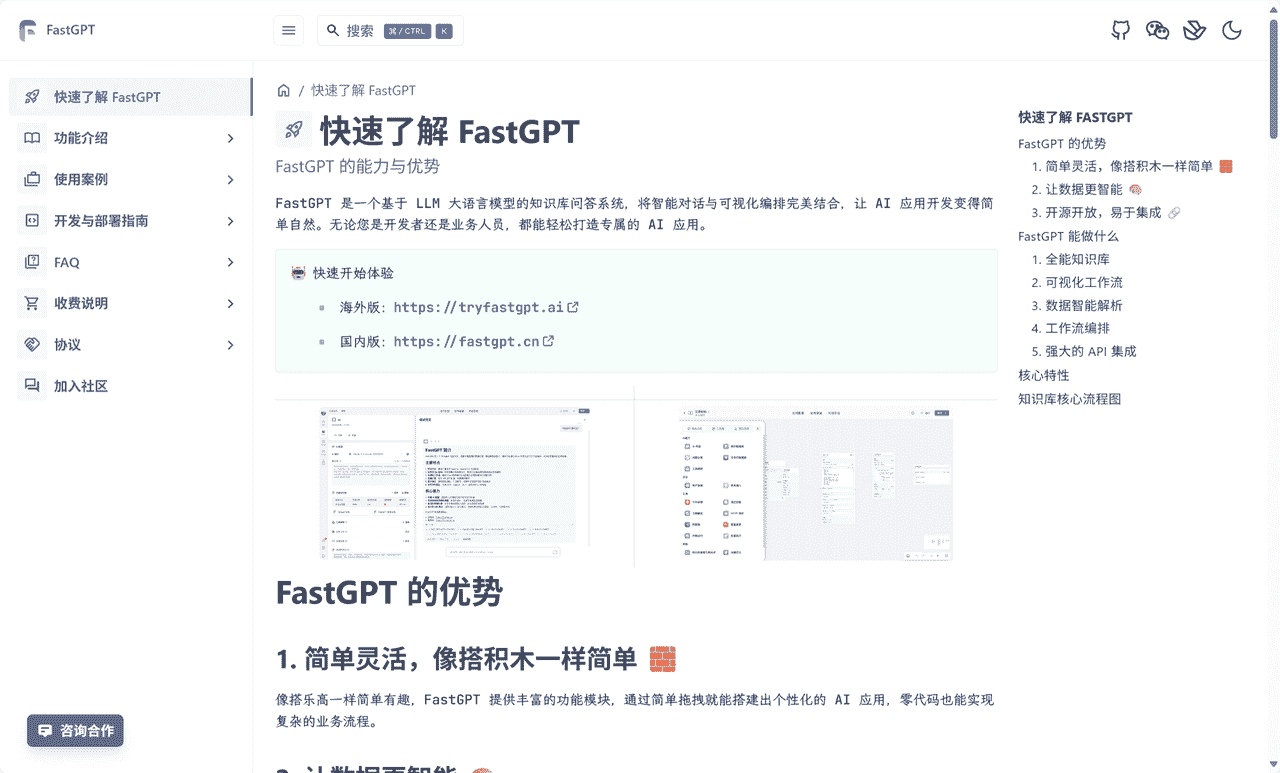 FastGPT
搜索 ⌘/CTRL K
快速了解 FastGPT
功能介绍
使用案例
开发与部署指南
FAQ
收费说明
协议
加入社区
咨询合作
/ 快速了解 FastGPT
快速了解 FastGPT
FastGPT 的能力与优势
FastGPT 是一个基于 LLM 大语言模型的知识库问答系统，将智能对话与可视化编排完美结合，让 AI 应用开发变得简
单自然。无论您是开发者还是业务人员，都能轻松打造专属的 AI 应用。
快速开始体验
海外版：https://tryfastgpt.ai
国内版：https://fastgpt.cn
FastGPT 的优势
1. 简单灵活，像搭积木一样简单 🧱
像搭乐高一样简单有趣，FastGPT 提供丰富的功能模块，通过简单拖拽就能搭建出个性化的 AI 应用，零代码也能实现
复杂的业务流程。
2. 让数据更智能 🧠
快速了解 FASTGPT
FastGPT 的优势
1. 简单灵活，像搭积木一样简单 🧱
2. 让数据更智能 🧠
3. 开源开放，易于集成 🔗
FastGPT 能做什么
1. 全能知识库
2. 可视化工作流
3. 数据智能解析
4. 工作流编排
5. 强大的 API 集成
核心特性
知识库核心流程图